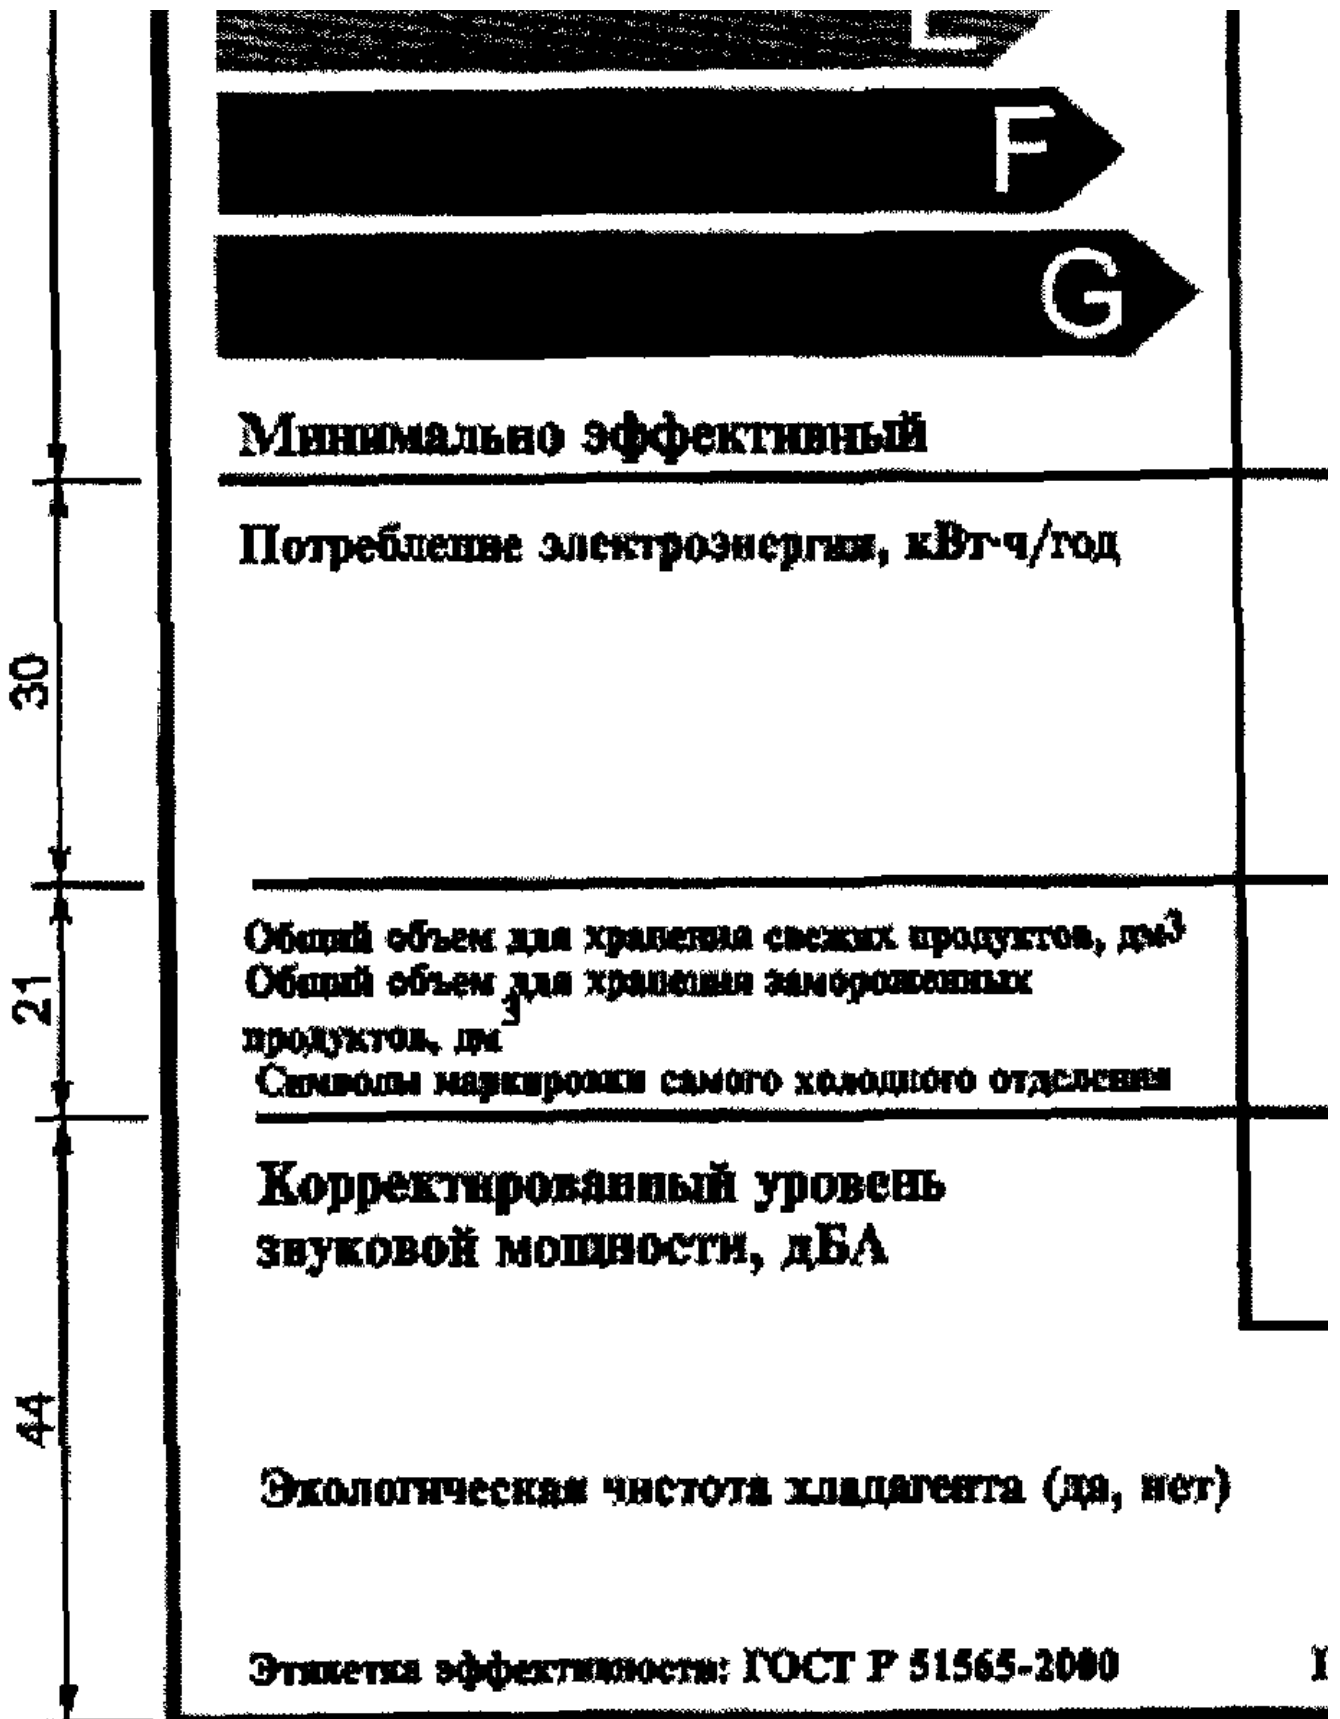 E
F
G
Минимально эффективный
Потребление электроэнергии, кВт·ч/год
30
Общий объем для хранения свежих продуктов, дм³
Общий объем для хранения замороженных
продуктов, дм³
21
Символы маркировки самого холодного отделения
Корректированный уровень
звуковой мощности, дБА
44
Экологическая чистота хладагента (да, нет)
Этикетка эффективности: ГОСТ Р 51565-2000